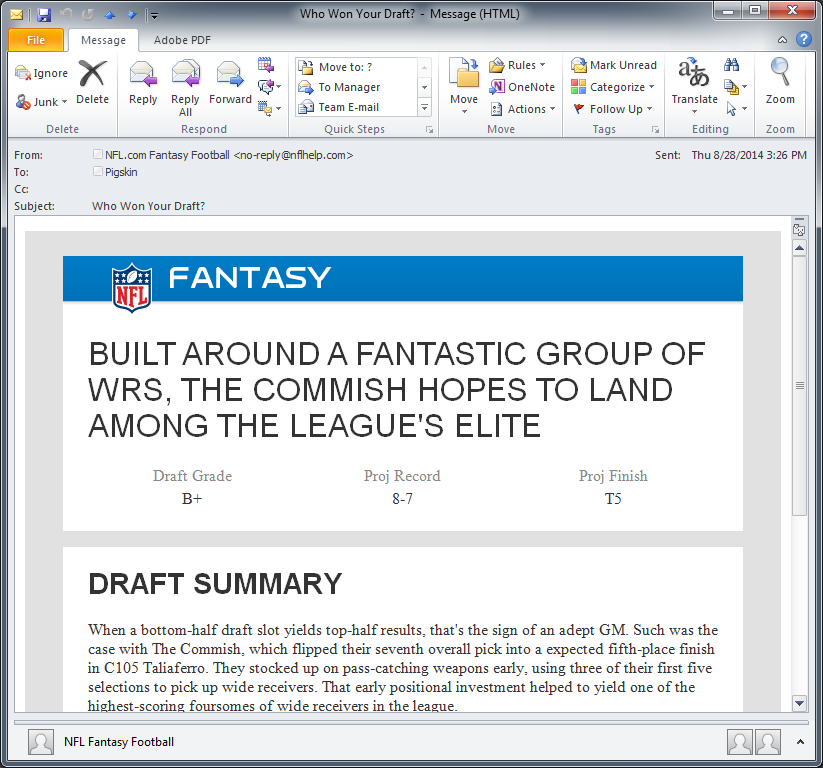 Who Won Your Draft? - Message (HTML)
File Message Adobe PDF
Ignore
Junk
Delete
Reply
Reply All
Forward
Move to: ?
To Manager
Team E-mail
Move
Rules
OneNote
Actions
Mark Unread
Categorize
Follow Up
Translate
Zoom
Delete Respond Quick Steps Move Tags Editing Zoom
From: NFL.com Fantasy Football <no-reply@nflhelp.com> Sent: Thu 8/28/2014 3:26 PM
To: Pigskin
Cc:
Subject: Who Won Your Draft?
NFL FANTASY
BUILT AROUND A FANTASTIC GROUP OF
WRS, THE COMMISH HOPES TO LAND
AMONG THE LEAGUE'S ELITE
Draft Grade Proj Record Proj Finish
B+ 8-7 T5
DRAFT SUMMARY
When a bottom-half draft slot yields top-half results, that's the sign of an adept GM. Such was the
case with The Commish, which flipped their seventh overall pick into a expected fifth-place finish
in C105 Taliaferro. They stocked up on pass-catching weapons early, using three of their first five
selections to pick up wide receivers. That early positional investment helped to yield one of the
highest-scoring foursomes of wide receivers in the league.
NFL Fantasy Football